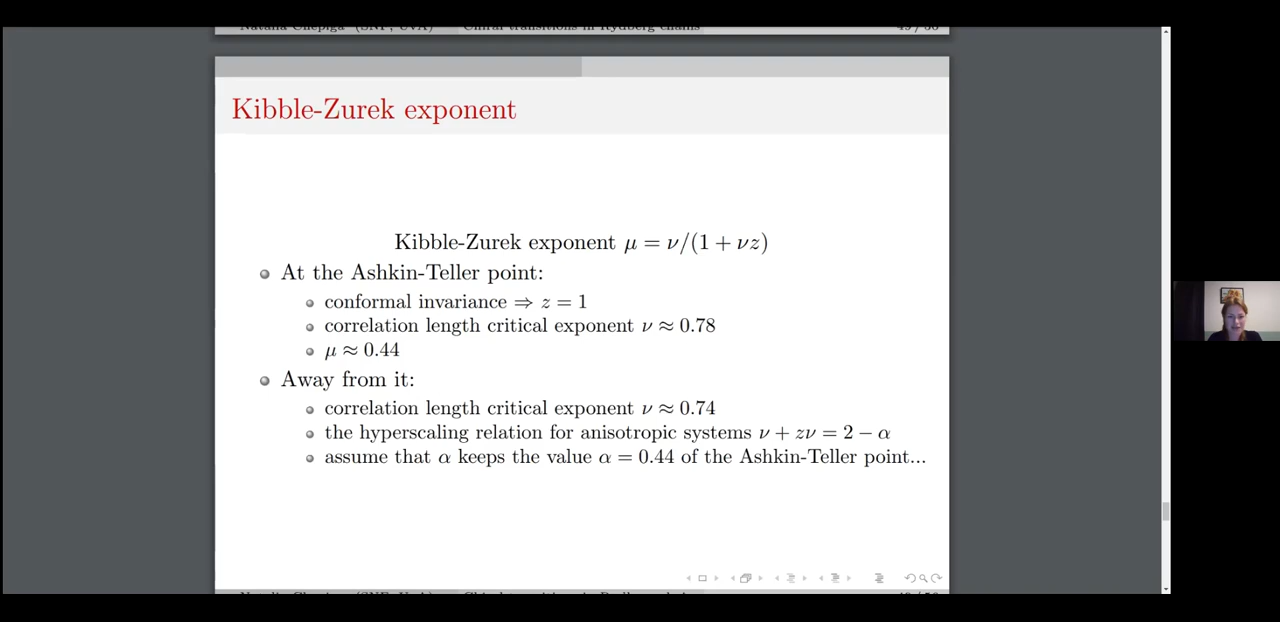 Kibble-Zurek exponent
Kibble-Zurek exponent μ = ν/(1 + νz)
At the Ashkin-Teller point:
conformal invariance ⇒ z = 1
correlation length critical exponent ν ≈ 0.78
μ ≈ 0.44
Away from it:
correlation length critical exponent ν ≈ 0.74
the hyperscaling relation for anisotropic systems ν + zν = 2 − α
assume that α keeps the value α = 0.44 of the Ashkin-Teller point...